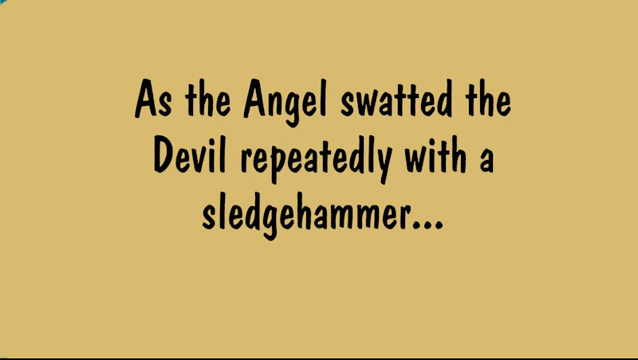 As the Angel swatted the
Devil repeatedly with a
sledgehammer...